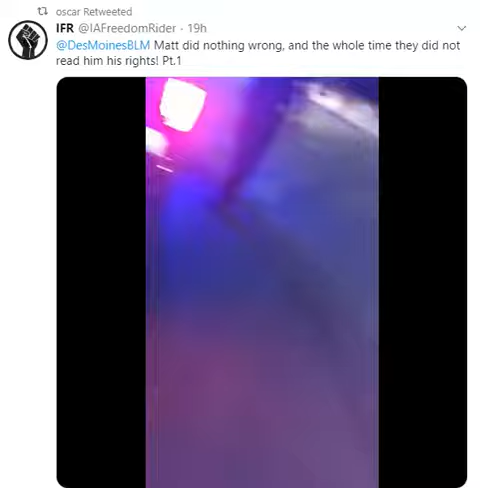 oscar Retweeted
IFR @IAFreedomRider · 19h
@DesMoinesBLM Matt did nothing wrong, and the whole time they did not
read him his rights! Pt.1